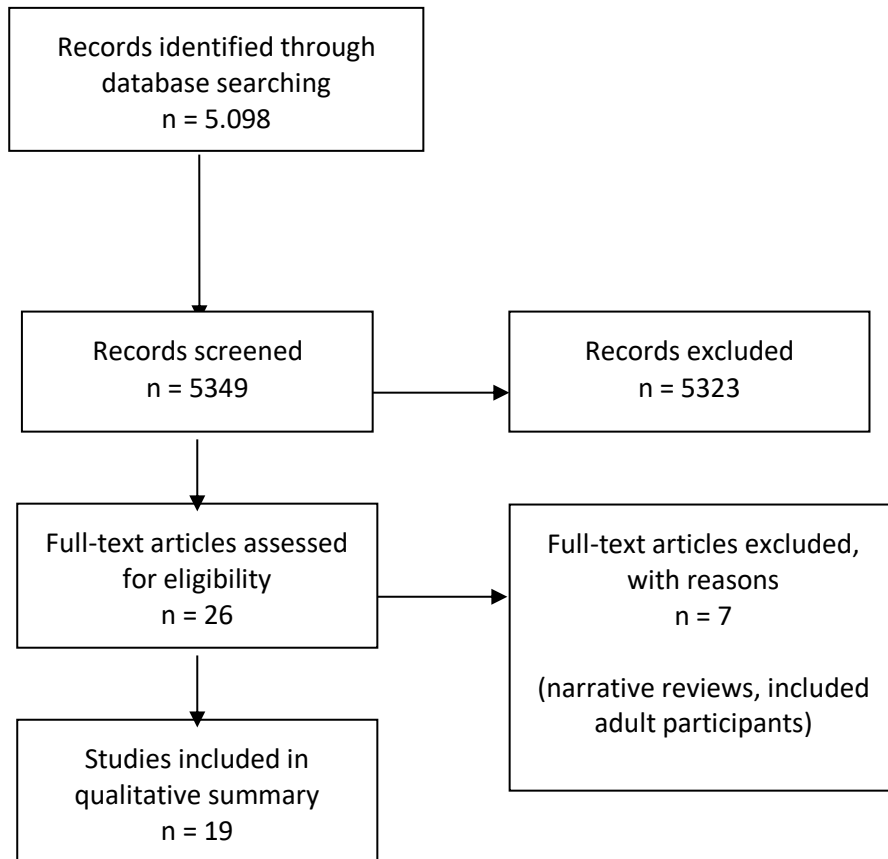 Records identified through
database searching
n = 5.098
Records screened
n = 5349
Records excluded
n = 5323
Full-text articles assessed
for eligibility
n = 26
Full-text articles excluded,
with reasons
n = 7
(narrative reviews, included
adult participants)
Studies included in
qualitative summary
n = 19